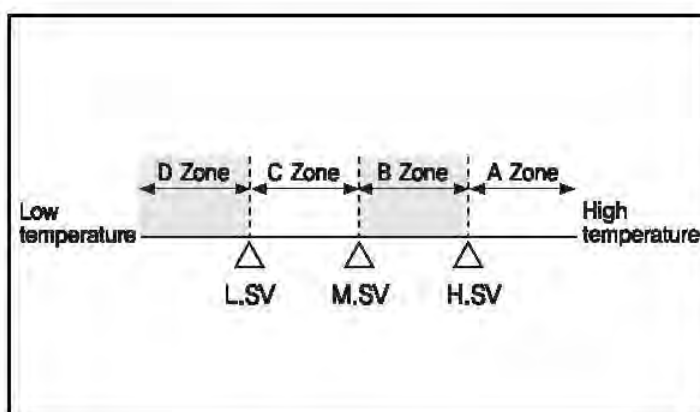 D Zone C Zone B Zone A Zone
Low temperature
High temperature
L.SV M.SV H.SV